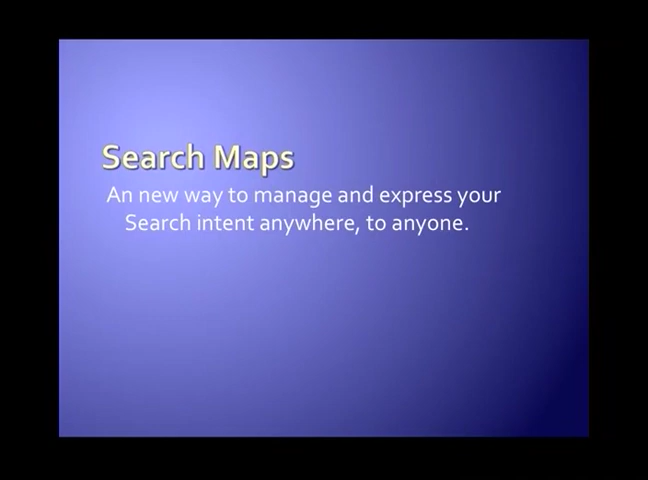 Search Maps
An new way to manage and express your
Search intent anywhere, to anyone.